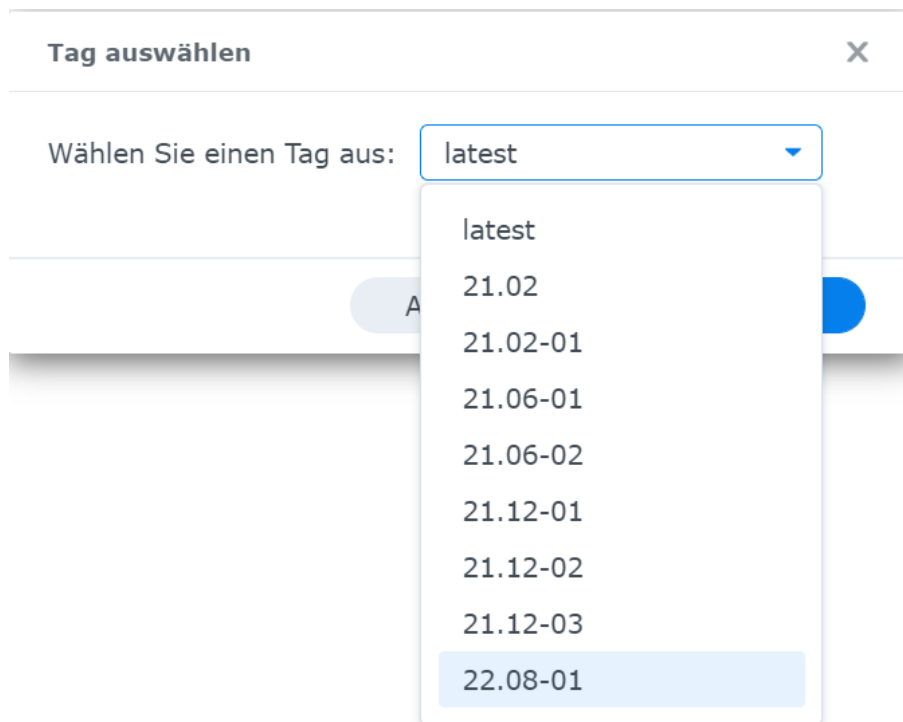 Tag auswählen
Wählen Sie einen Tag aus: latest
latest
21.02
A
21.02-01
21.06-01
21.06-02
21.12-01
21.12-02
21.12-03
22.08-01